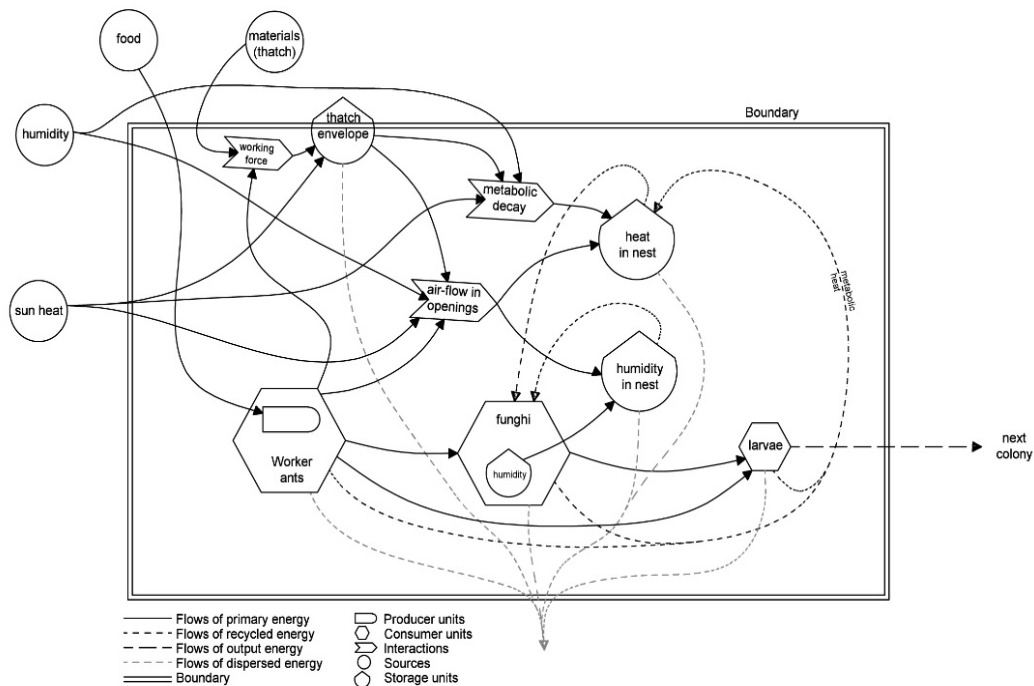 food
materials
(thatch)
humidity
Boundary
thatch
envelope
working
force
metabolic
decay
heat
in nest
metabolic
heat
sun heat
air-flow in
openings
humidity
in nest
funghi
humidity
Worker
ants
larvae
next
colony
Flows of primary energy
Flows of recycled energy
Flows of output energy
Flows of dispersed energy
Boundary
Producer units
Consumer units
Interactions
Sources
Storage units